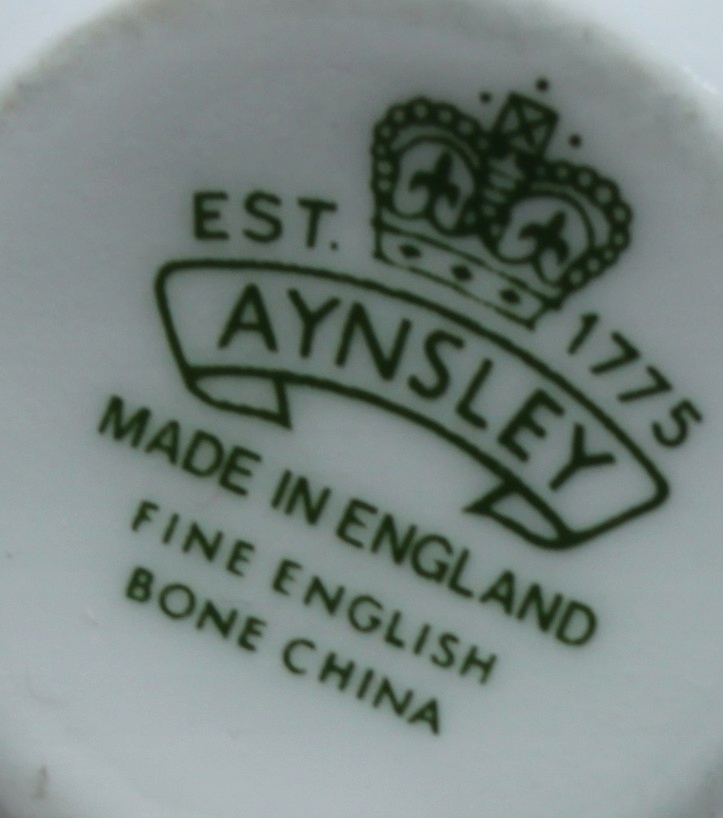 EST. 1775
AYNSLEY
MADE IN ENGLAND
FINE ENGLISH
BONE CHINA